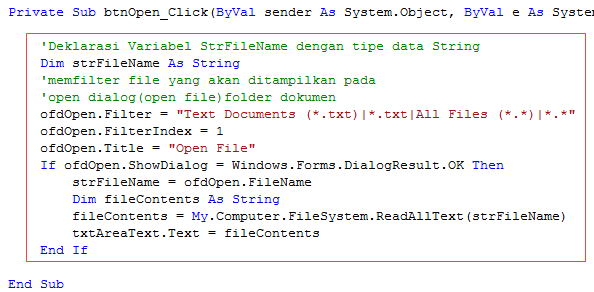 Private Sub btnOpen_Click(ByVal sender As System.Object, ByVal e As System
'Deklarasi Variabel StrFileName dengan tipe data String
Dim strFileName As String
'memfilter file yang akan ditampilkan pada
'open dialog(open file)folder dokumen
ofdOpen.Filter = "Text Documents (*.txt)|*.txt|All Files (*.*)|*.*"
ofdOpen.FilterIndex = 1
ofdOpen.Title = "Open File"
If ofdOpen.ShowDialog = Windows.Forms.DialogResult.OK Then
strFileName = ofdOpen.FileName
Dim fileContents As String
fileContents = My.Computer.FileSystem.ReadAllText(strFileName)
txtAreaText.Text = fileContents
End If
End Sub